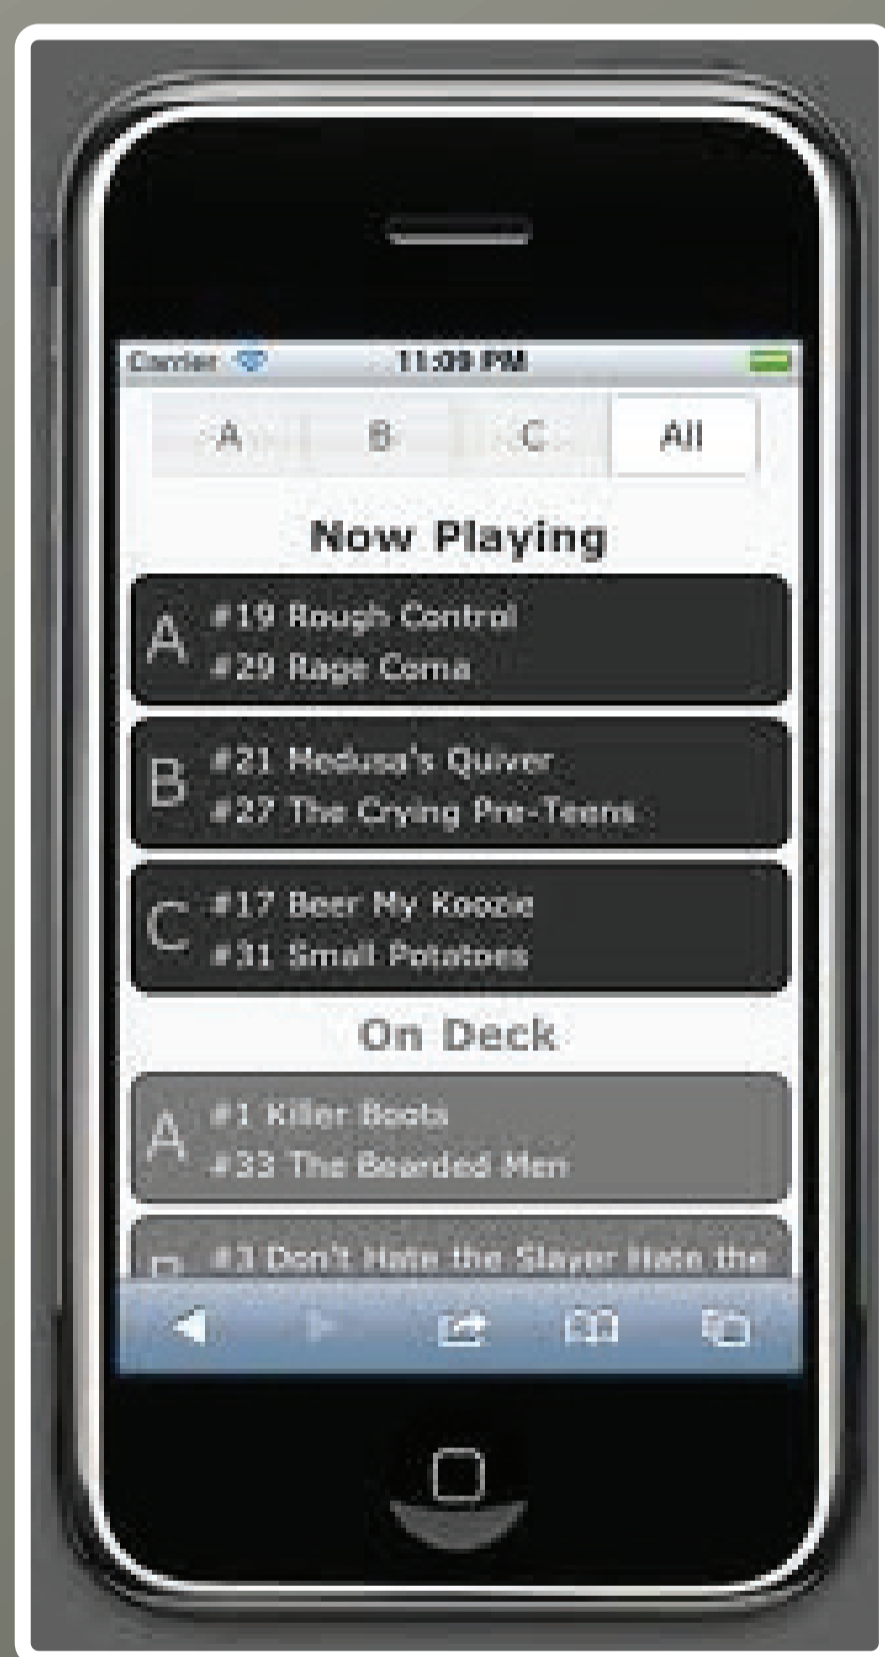 Carrier 11:09 PM
A B C All
Now Playing
A
#19 Rough Control
#29 Rage Coma
B
#21 Medusa's Quiver
#27 The Crying Pre-Teens
C
#17 Beer My Koozie
#31 Small Potatoes
On Deck
A
#1 Killer Boots
#33 The Bearded Men
B
#3 Don't Hate the Slayer Hate the